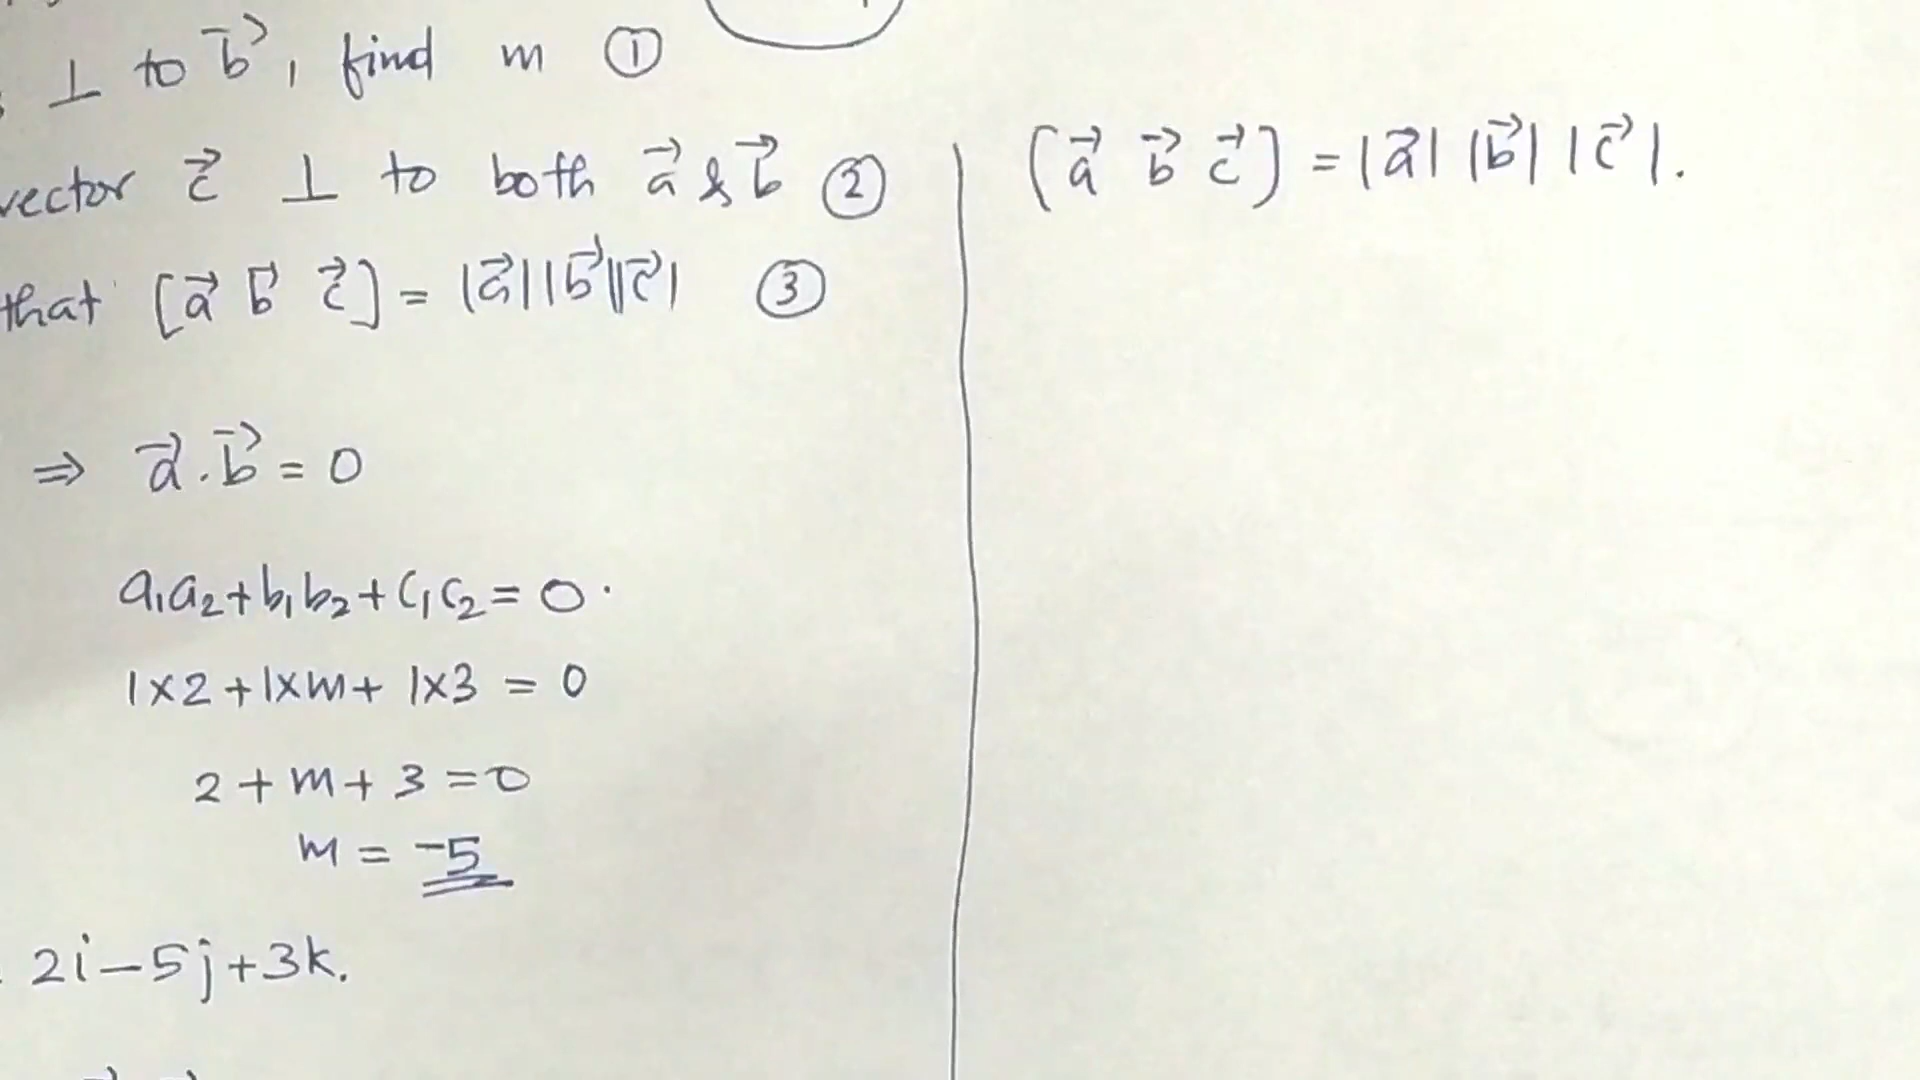 ⊥ to b⃗, find m ①
vector c⃗ ⊥ to both a⃗ & b⃗ ②
that [a⃗ b⃗ c⃗] = |a⃗||b⃗||c⃗| ③
⇒ a⃗.b⃗ = 0
a₁a₂+b₁b₂+c₁c₂ = 0.
1×2+1×m+ 1×3 = 0
2+m+3 = 0
m = -5
2i-5j+3k.
[a⃗ b⃗ c⃗] = |a⃗| |b⃗| |c⃗|.